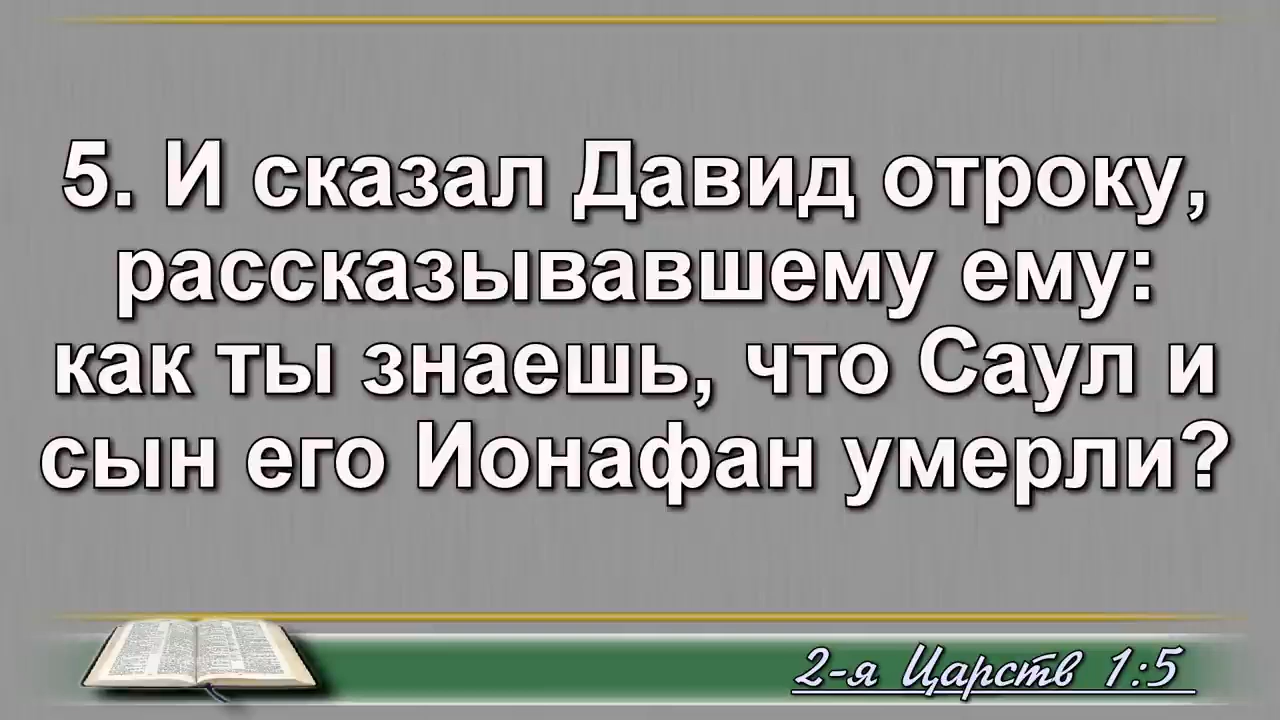 5. И сказал Давид отроку,
рассказывавшему ему:
как ты знаешь, что Саул и
сын его Ионафан умерли?
2-я Царств 1:5